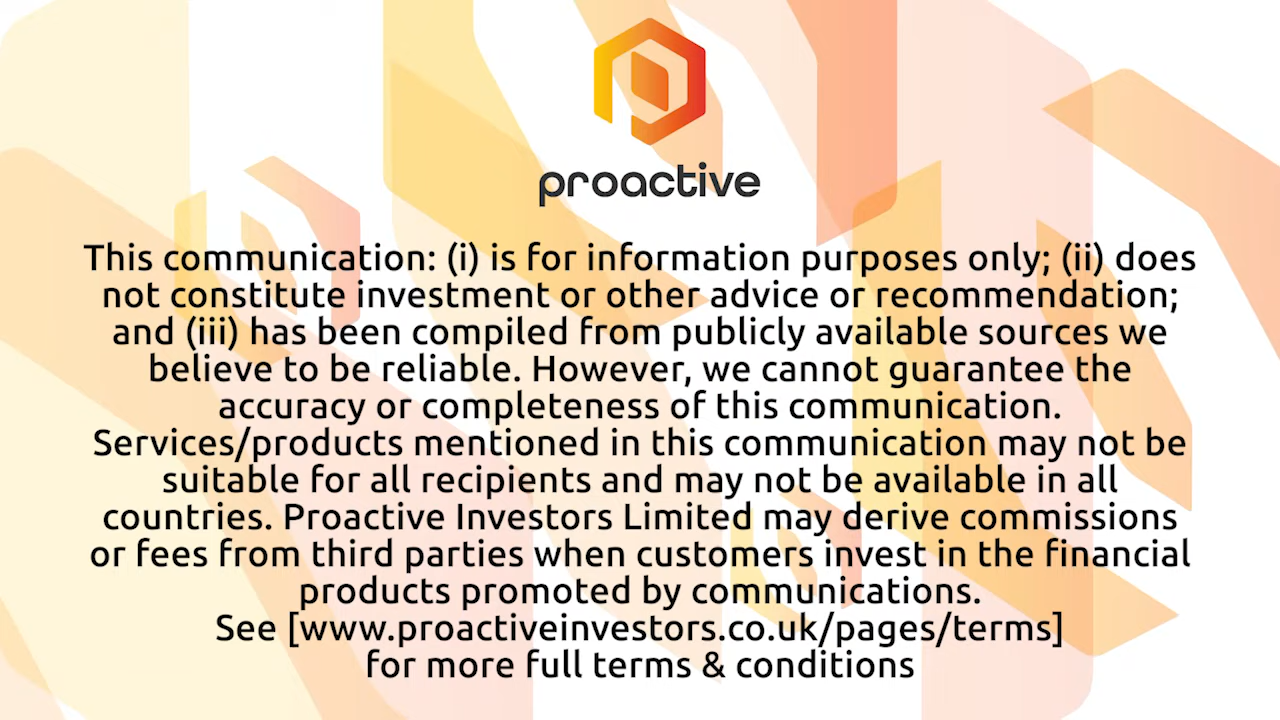 proactive
This communication: (i) is for information purposes only; (ii) does
not constitute investment or other advice or recommendation;
and (iii) has been compiled from publicly available sources we
believe to be reliable. However, we cannot guarantee the
accuracy or completeness of this communication.
Services/products mentioned in this communication may not be
suitable for all recipients and may not be available in all
countries. Proactive Investors Limited may derive commissions
or fees from third parties when customers invest in the financial
products promoted by communications.
See [www.proactiveinvestors.co.uk/pages/terms]
for more full terms & conditions